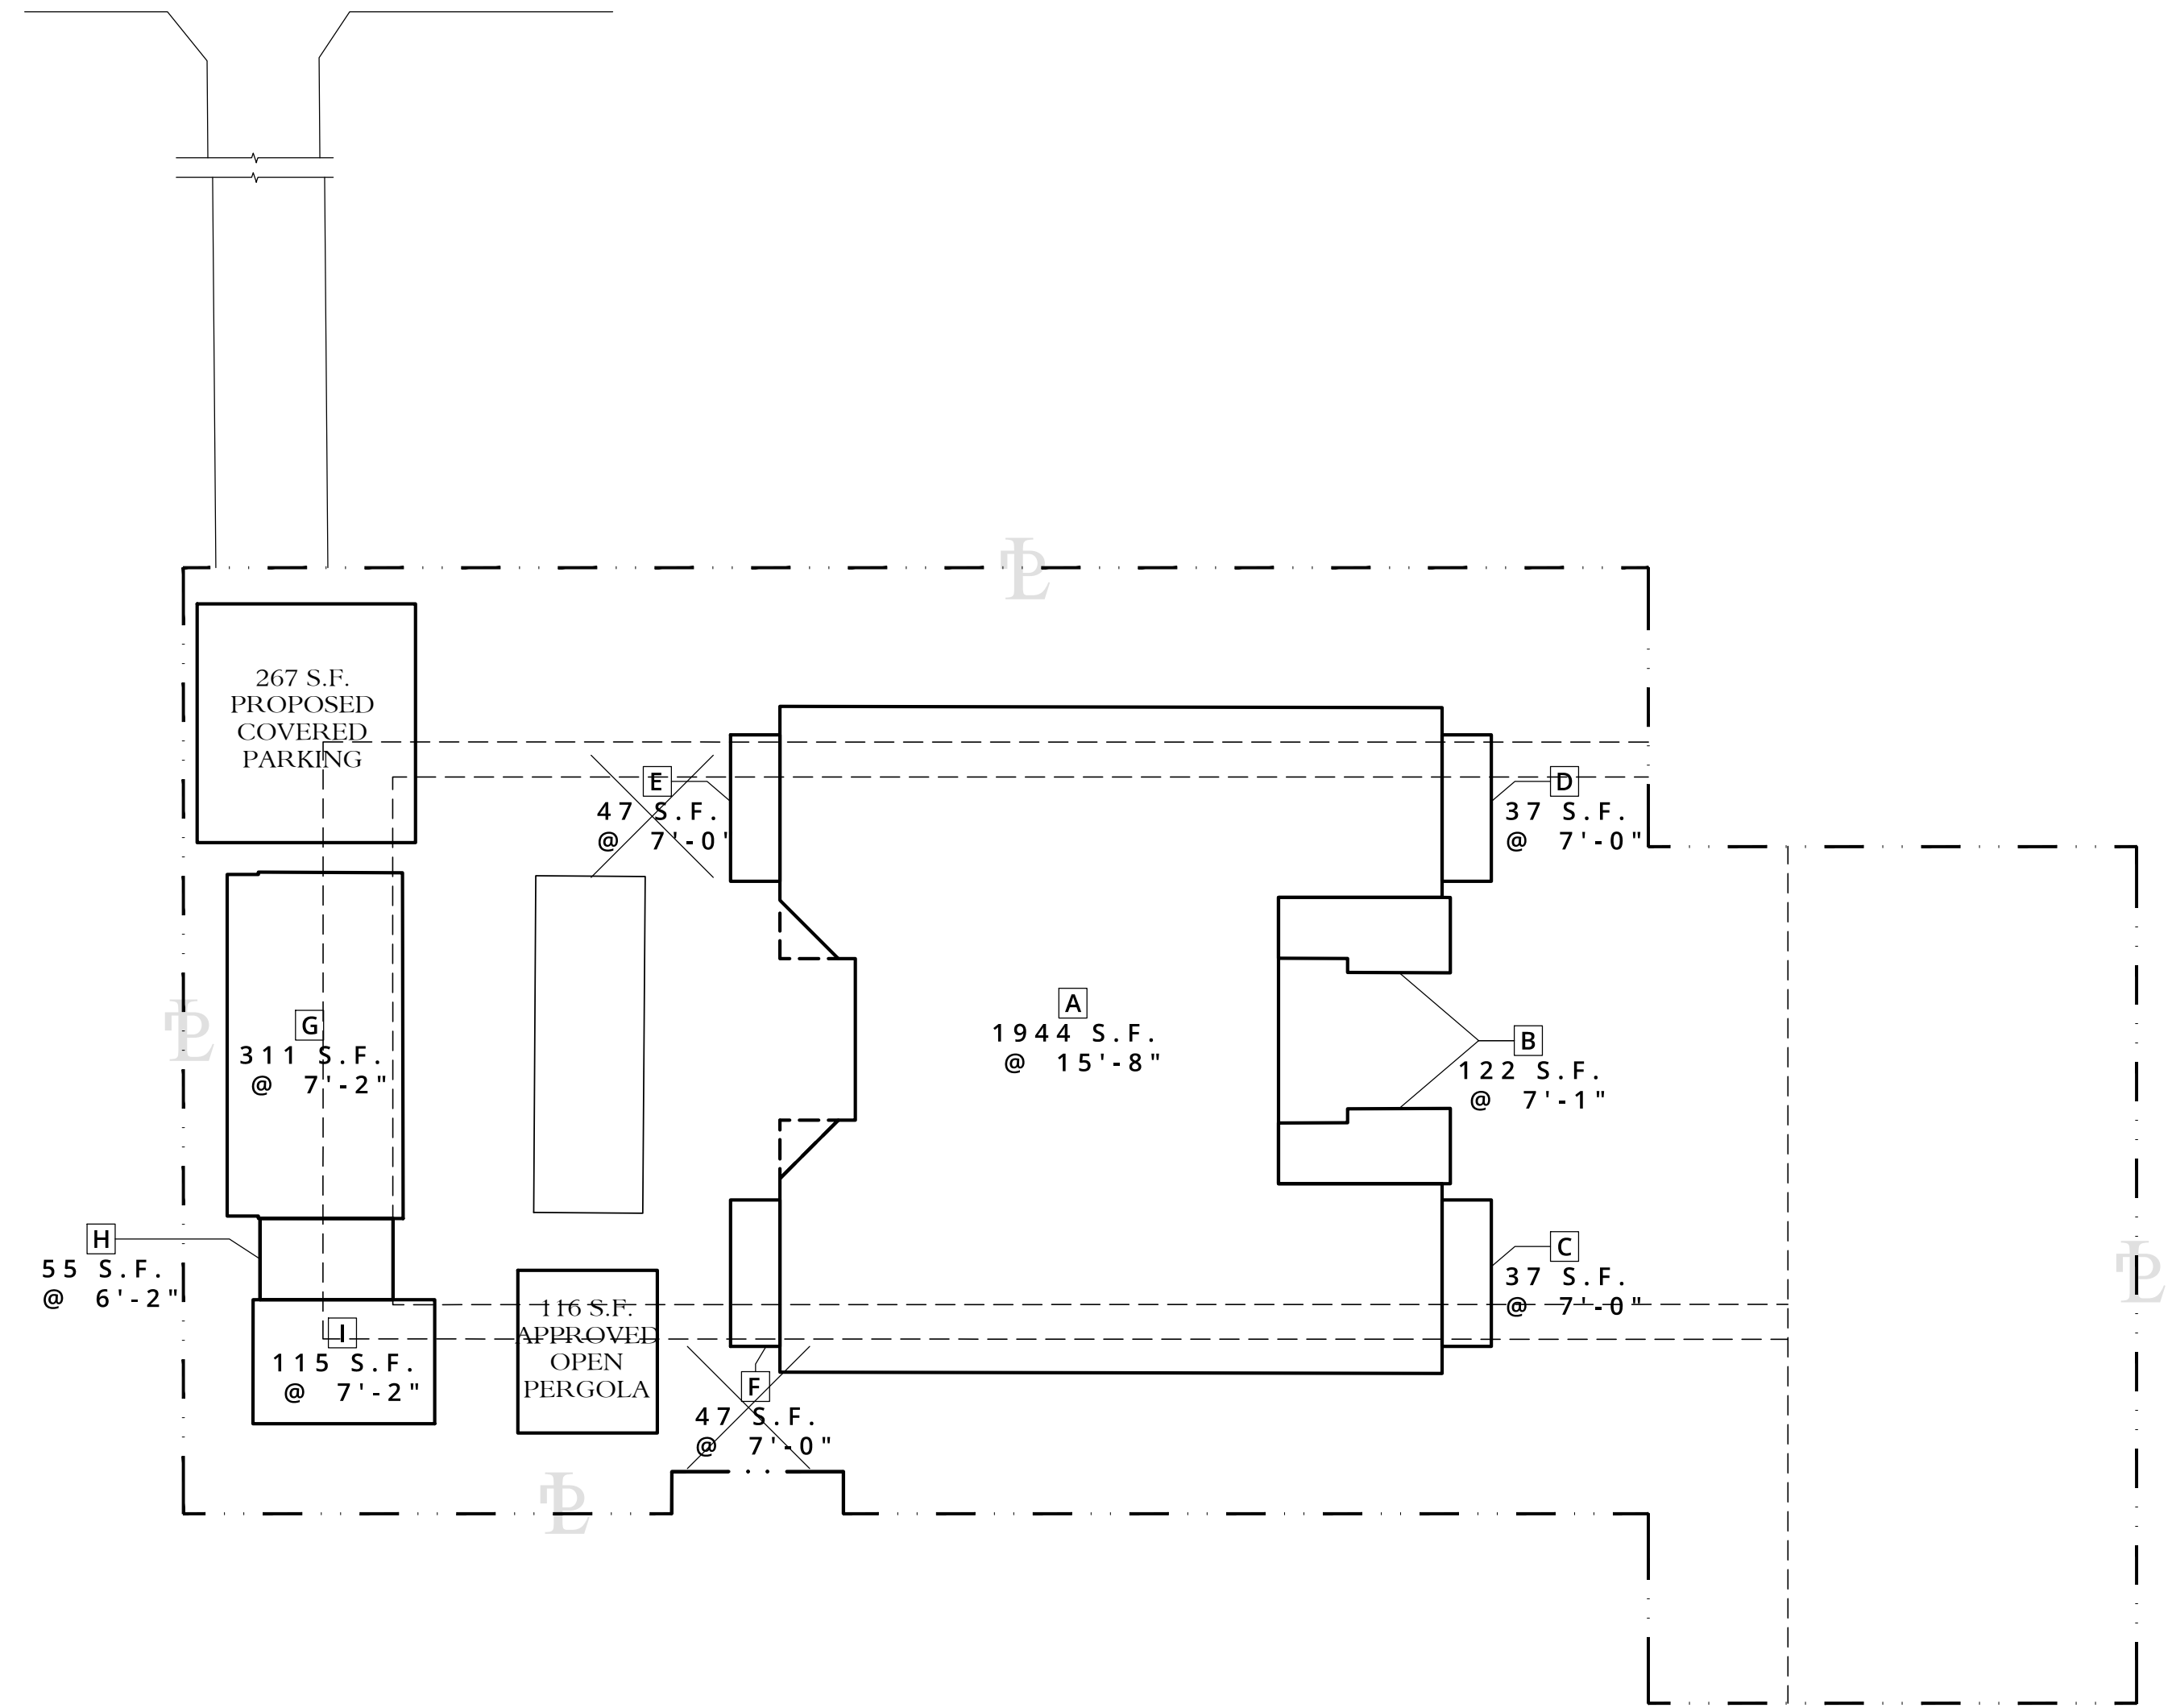 267 S.F.
PROPOSED
COVERED
PARKING
E
47 S.F.
@ 7'-0"
D
37 S.F.
@ 7'-0"
A
1944 S.F.
@ 15'-8"
G
311 S.F.
@ 7'-2"
B
122 S.F.
@ 7'-1"
H
55 S.F.
@ 6'-2"
C
37 S.F.
@ 7'-0"
116 S.F.
APPROVED
OPEN
PERGOLA
I
115 S.F.
@ 7'-2"
F
47 S.F.
@ 7'-0"